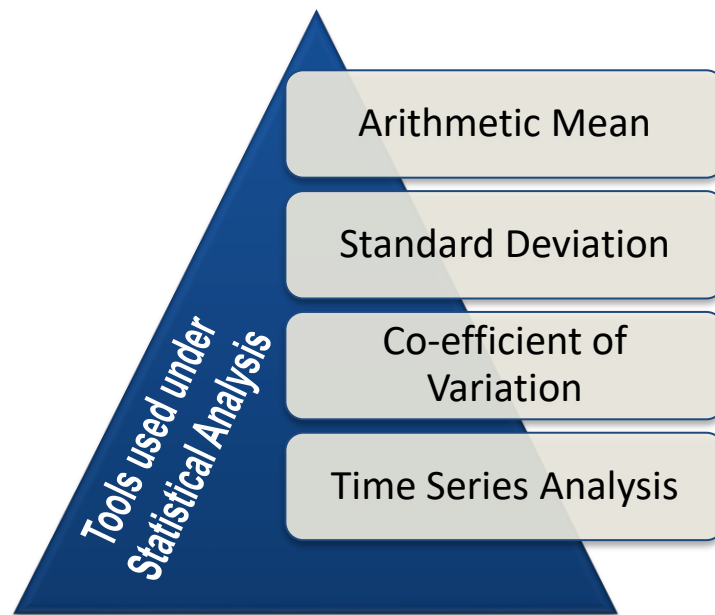 Arithmetic Mean
Standard Deviation
Co-efficient of
Variation
Time Series Analysis
Tools used under
Statistical Analysis